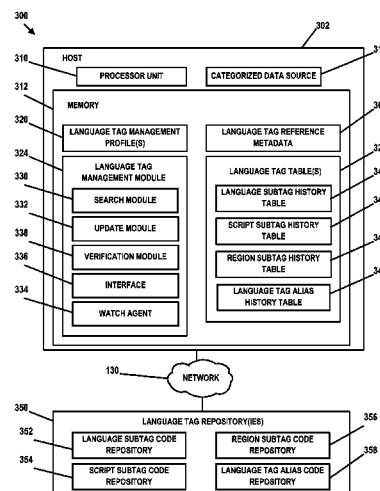 300
302
HOST
310
PROCESSOR UNIT
CATEGORIZED DATA SOURCE
312
MEMORY
320
LANGUAGE TAG MANAGEMENT
PROFILE(S)
LANGUAGE TAG REFERENCE
METADATA
324
LANGUAGE TAG
MANAGEMENT MODULE
LANGUAGE TAG TABLE(S)
330
SEARCH MODULE
LANGUAGE SUBTAG HISTORY
TABLE
332
UPDATE MODULE
SCRIPT SUBTAG HISTORY
TABLE
338
VERIFICATION MODULE
REGION SUBTAG HISTORY
TABLE
336
INTERFACE
334
WATCH AGENT
LANGUAGE TAG ALIAS
HISTORY TABLE
130
NETWORK
350
LANGUAGE TAG REPOSITORY(IES)
352
LANGUAGE SUBTAG CODE
REPOSITORY
REGION SUBTAG CODE
REPOSITORY
356
354
SCRIPT SUBTAG CODE
REPOSITORY
LANGUAGE TAG ALIAS CODE
REPOSITORY
358